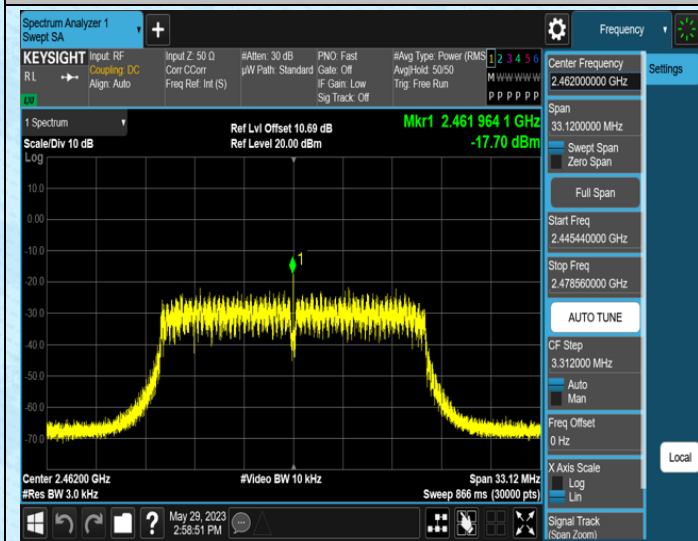 Spectrum Analyzer 1
Swept SA
+
Frequency
KEYSIGHT
RL
LXI
Input: RF
Coupling: DC
Align: Auto
Input Z: 50 Ω
Corr CCorr
Freq Ref: Int (S)
#Atten: 30 dB
µW Path: Standard
PNO: Fast
Gate: Off
IF Gain: Low
Sig Track: Off
#Avg Type: Power (RMS
Avg|Hold: 50/50
Trig: Free Run
1 2 3 4 5 6
M W W W W W
P P P P P P
1 Spectrum
Scale/Div 10 dB
Ref Lvl Offset 10.69 dB
Ref Level 20.00 dBm
Mkr1 2.461 964 1 GHz
-17.70 dBm
Log
10.0
0.00
-10.0
-20.0
-30.0
-40.0
-50.0
-60.0
-70.0
1
Center 2.46200 GHz
#Res BW 3.0 kHz
#Video BW 10 kHz
Span 33.12 MHz
Sweep 866 ms (30000 pts)
Center Frequency
2.462000000 GHz
Settings
Span
33.1200000 MHz
Swept Span
Zero Span
Full Span
Start Freq
2.445440000 GHz
Stop Freq
2.478560000 GHz
AUTO TUNE
CF Step
3.312000 MHz
Auto
Man
Freq Offset
0 Hz
X Axis Scale
Log
Lin
Signal Track
(Span Zoom)
Local
?
May 29, 2023
2:58:51 PM